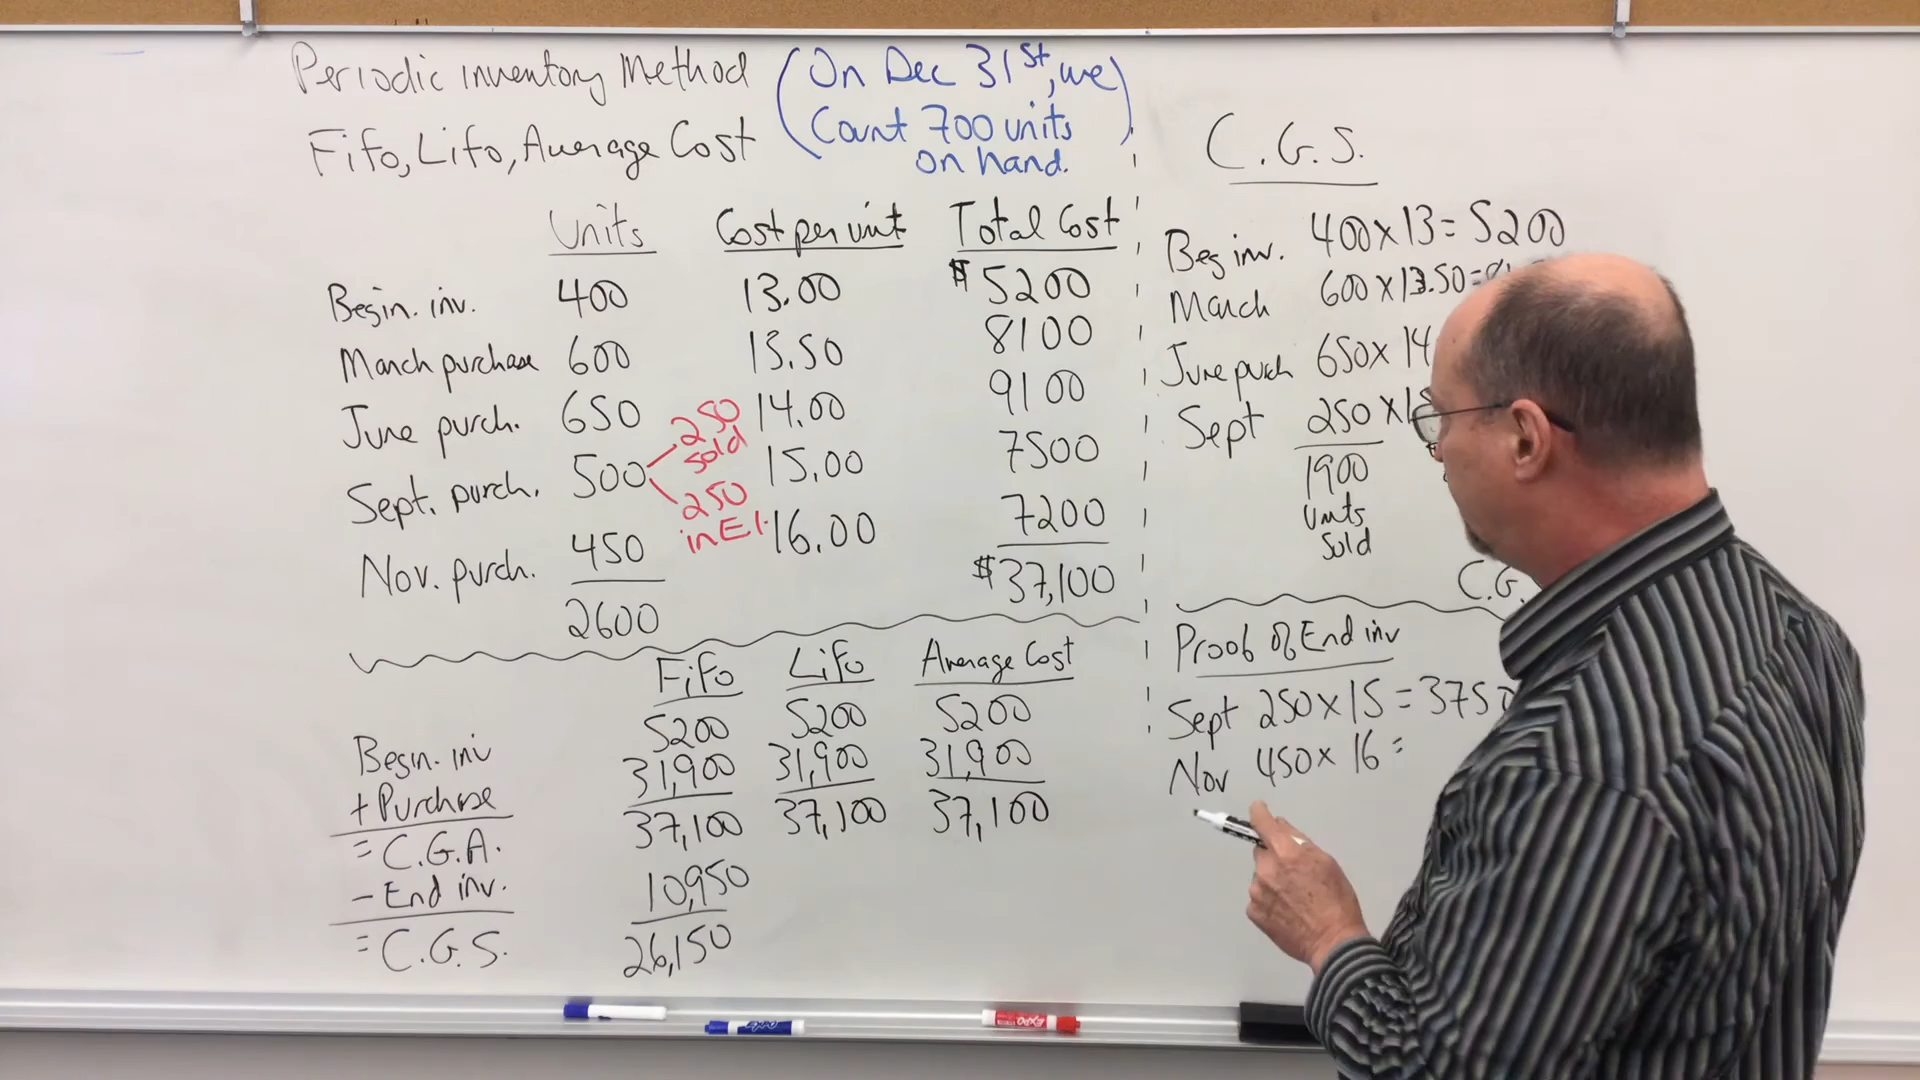 Periodic inventory Method
Fifo, Lifo, Average Cost
(On Dec 31st, we
Count 700 units
on hand.)
Units Cost per unit Total Cost
Begin. inv. 400 13.00 $5200
March purchase 600 13.50 8100
June purch. 650 14.00 9100
250 sold
Sept. purch. 500 15.00 7500
250 in E.I.
Nov. purch. 450 16.00 7200
2600 $37,100
Fifo Lifo Average Cost
Begin. inv 5200 5200 5200
+ Purchase 31,900 31,900 31,900
= C.G.A. 37,100 37,100 37,100
- End inv. 10,950
= C.G.S. 26,150
C.G.S.
Beg inv. 400 x 13 = 5200
March 600 x 13.50 =
June purch 650 x 14
Sept 250 x
1900
Units
Sold
C.G.
Proof Of End inv
Sept 250 x 15 = 3750
Nov 450 x 16 =
EXPO